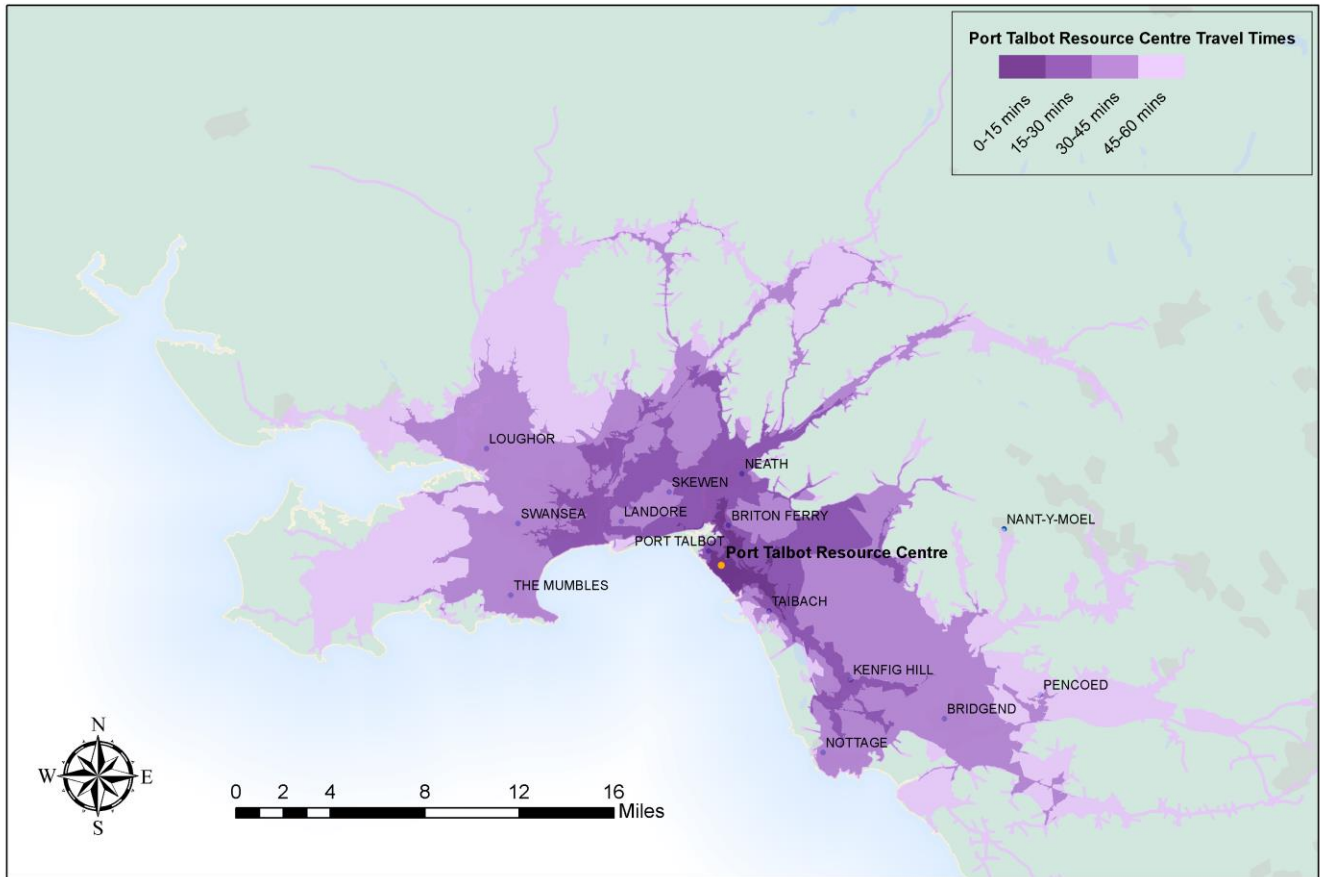 Port Talbot Resource Centre Travel Times
0-15 mins
15-30 mins
30-45 mins
45-60 mins
LOUGHOR
NEATH
SKEWEN
SWANSEA
LANDORE
BRITON FERRY
NANT-Y-MOEL
PORT TALBOT
Port Talbot Resource Centre
THE MUMBLES
TAIBACH
KENFIG HILL
PENCOED
BRIDGEND
NOTTAGE
N
W E
S
0 2 4 8 12 16
Miles